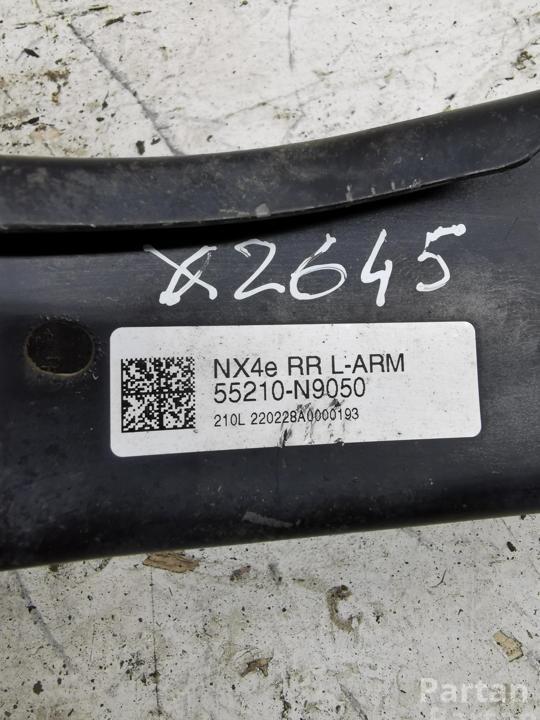 X2645
NX4e RR L-ARM
55210-N9050
210L 220228A0000193
Partan